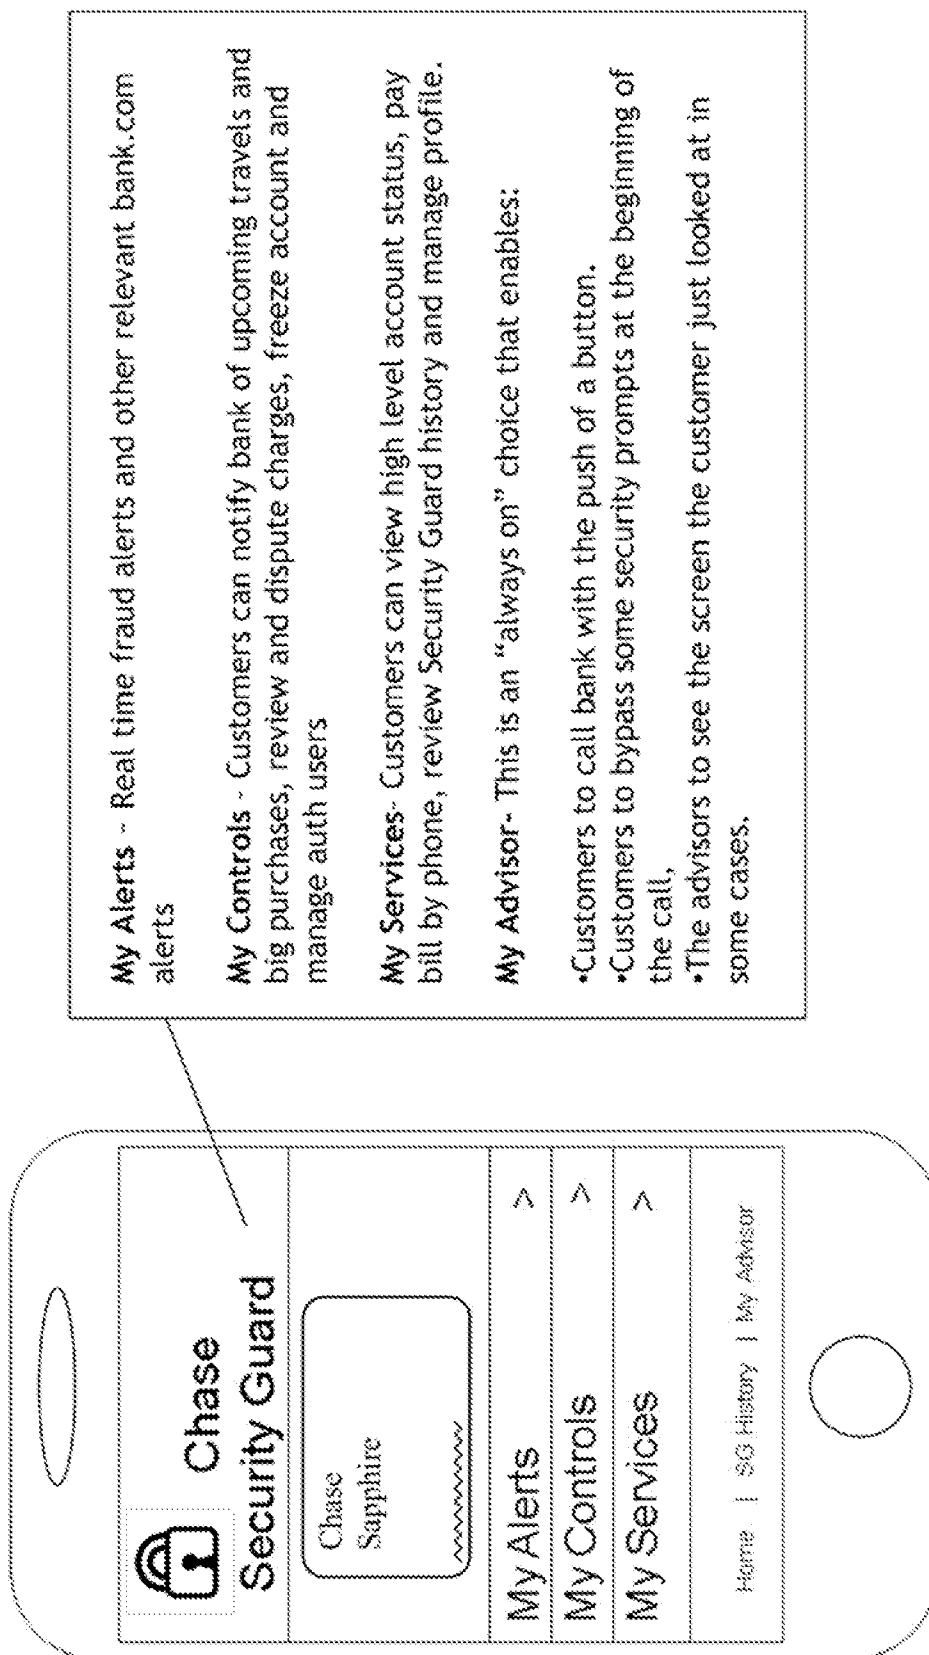 Chase
Security Guard
Chase
Sapphire
My Alerts >
My Controls >
My Services >
Home | SG History | My Advisor
My Alerts - Real time fraud alerts and other relevant bank.com
alerts
My Controls - Customers can notify bank of upcoming travels and
big purchases, review and dispute charges, freeze account and
manage auth users
My Services- Customers can view high level account status, pay
bill by phone, review Security Guard history and manage profile.
My Advisor- This is an “always on” choice that enables:
•Customers to call bank with the push of a button.
•Customers to bypass some security prompts at the beginning of
the call,
•The advisors to see the screen the customer just looked at in
some cases.